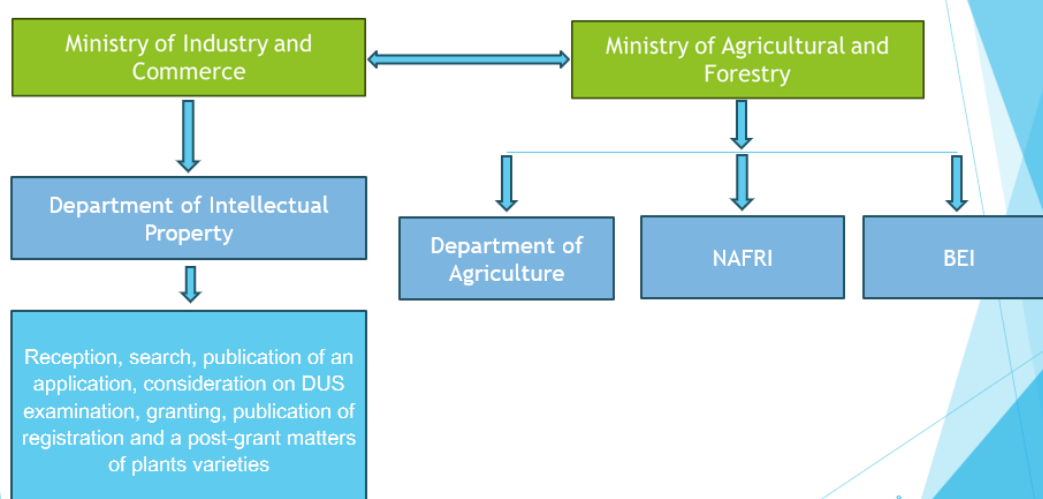 Ministry of Industry and
Commerce
Ministry of Agricultural and
Forestry
Department of Intellectual
Property
Department of
Agriculture
NAFRI
BEI
Reception, search, publication of an
application, consideration on DUS
examination, granting, publication of
registration and a post-grant matters
of plants varieties